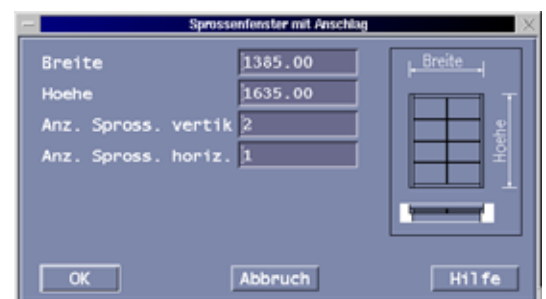 Sprossenfenster mit Anschlag
Breite 1385.00
Hoehe 1635.00
Anz. Spross. vertik 2
Anz. Spross. horiz. 1
Breite
Hoehe
OK Abbruch Hilfe